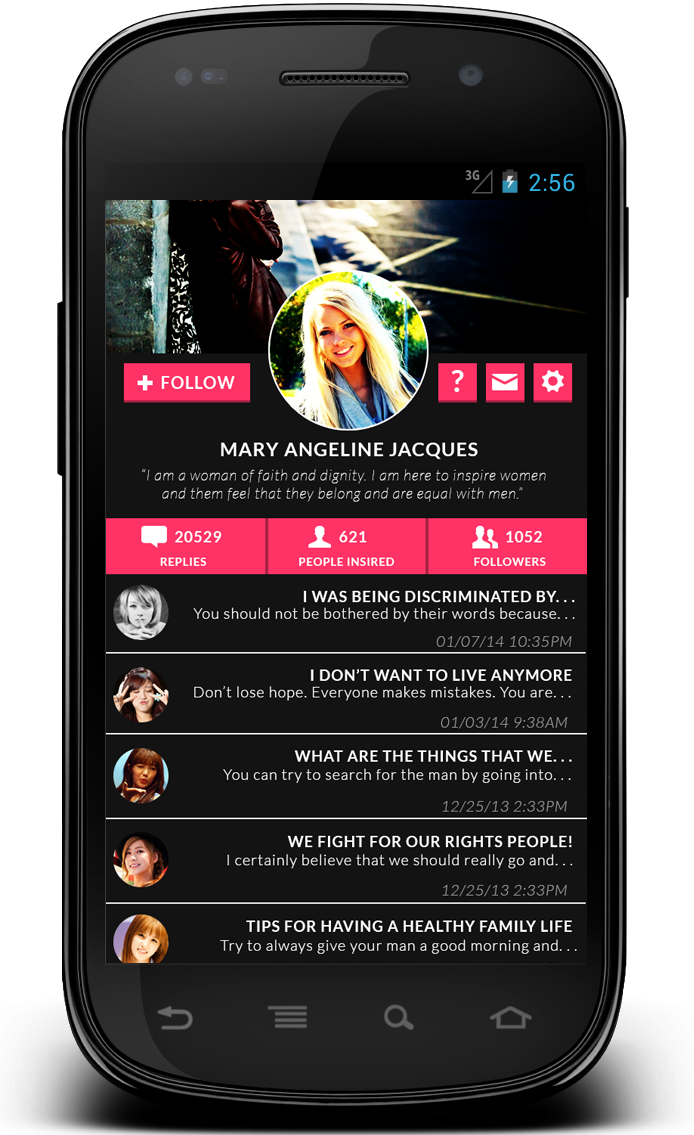 3G 2:56
+ FOLLOW
?
MARY ANGELINE JACQUES
“I am a woman of faith and dignity. I am here to inspire women
and them feel that they belong and are equal with men.”
20529 621 1052
REPLIES PEOPLE INSIRED FOLLOWERS
I WAS BEING DISCRIMINATED BY. . .
You should not be bothered by their words because. . .
01/07/14 10:35PM
I DON’T WANT TO LIVE ANYMORE
Don’t lose hope. Everyone makes mistakes. You are. . .
01/03/14 9:38AM
WHAT ARE THE THINGS THAT WE. . .
You can try to search for the man by going into. . .
12/25/13 2:33PM
WE FIGHT FOR OUR RIGHTS PEOPLE!
I certainly believe that we should really go and. . .
12/25/13 2:33PM
TIPS FOR HAVING A HEALTHY FAMILY LIFE
Try to always give your man a good morning and. . .